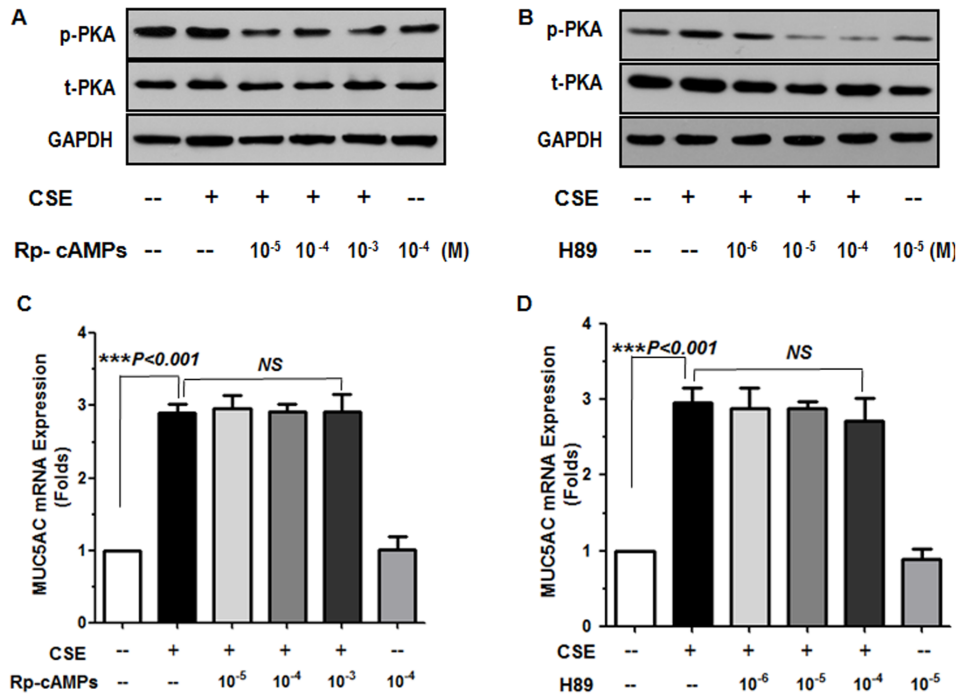 A
p-PKA
t-PKA
GAPDH
CSE -- + + + + --
Rp- cAMPs -- -- 10⁻⁵ 10⁻⁴ 10⁻³ 10⁻⁴ (M)
B
p-PKA
t-PKA
GAPDH
CSE -- + + + + --
H89 -- -- 10⁻⁶ 10⁻⁵ 10⁻⁴ 10⁻⁵ (M)
C
MUC5AC mRNA Expression
(Folds)
4
3
2
1
0
***P<0.001
NS
CSE -- + + + + --
Rp-cAMPs -- -- 10⁻⁵ 10⁻⁴ 10⁻³ 10⁻⁴
D
MUC5AC mRNA Expression
(Folds)
4
3
2
1
0
***P<0.001
NS
CSE -- + + + + --
H89 -- -- 10⁻⁶ 10⁻⁵ 10⁻⁴ 10⁻⁵